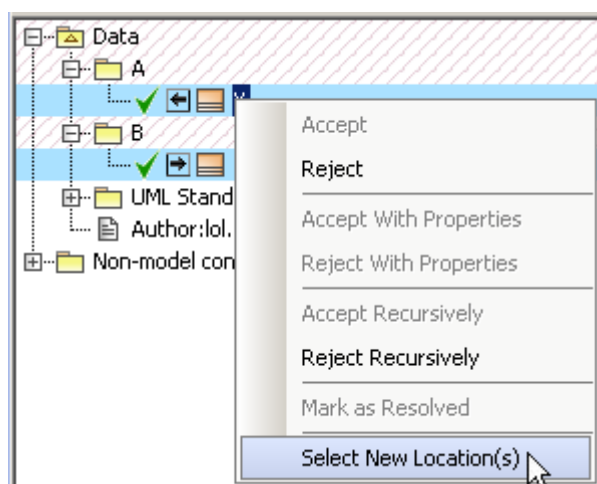 Data
A
B
UML Stand
Author:lol.
Non-model con
Accept
Reject
Accept With Properties
Reject With Properties
Accept Recursively
Reject Recursively
Mark as Resolved
Select New Location(s)